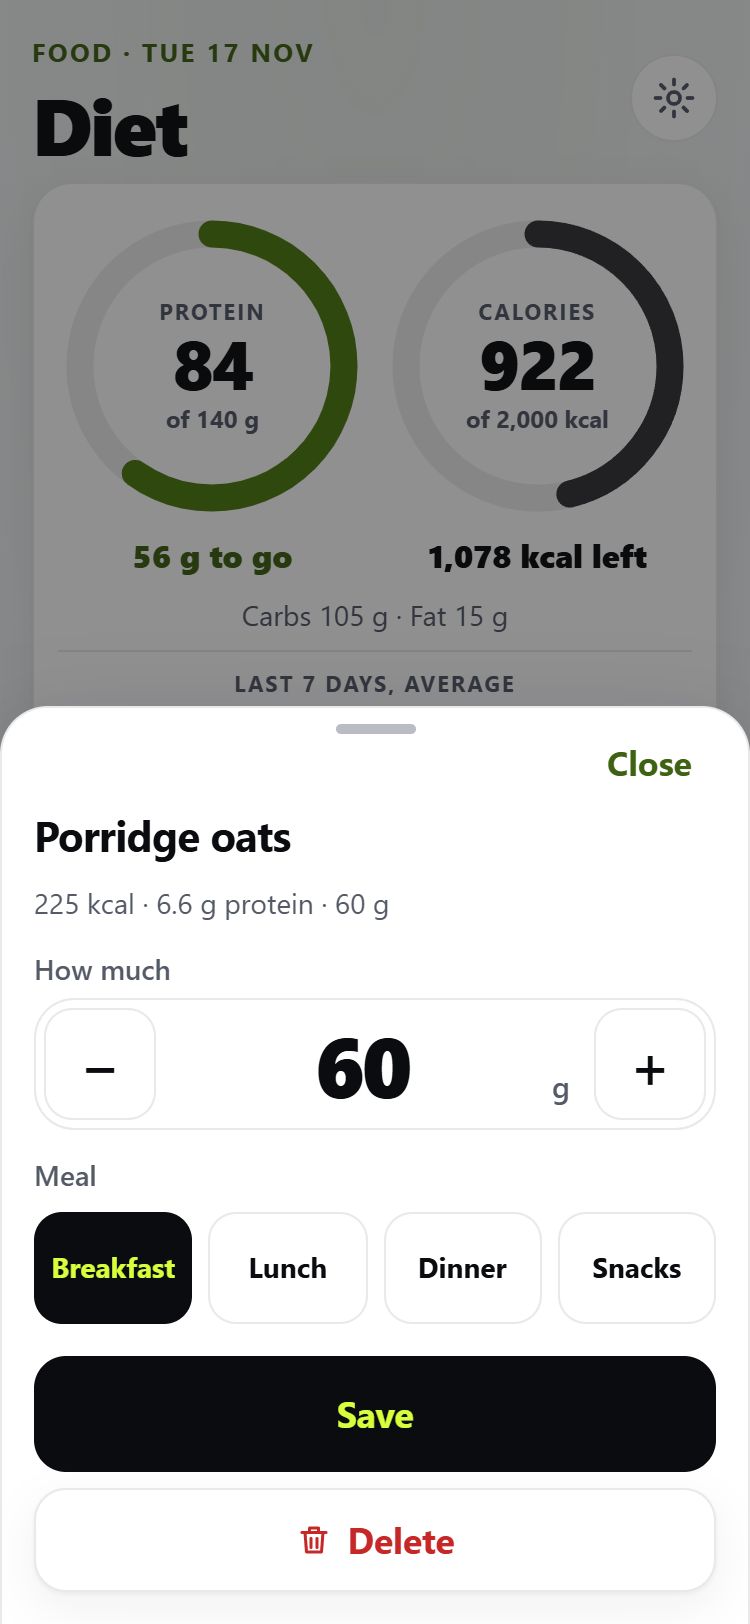 FOOD · TUE 17 NOV
Diet
PROTEIN
84
of 140 g
56 g to go
CALORIES
922
of 2,000 kcal
1,078 kcal left
Carbs 105 g · Fat 15 g
LAST 7 DAYS, AVERAGE
Close
Porridge oats
225 kcal · 6.6 g protein · 60 g
How much
− 60 g +
Meal
Breakfast Lunch Dinner Snacks
Save
Delete